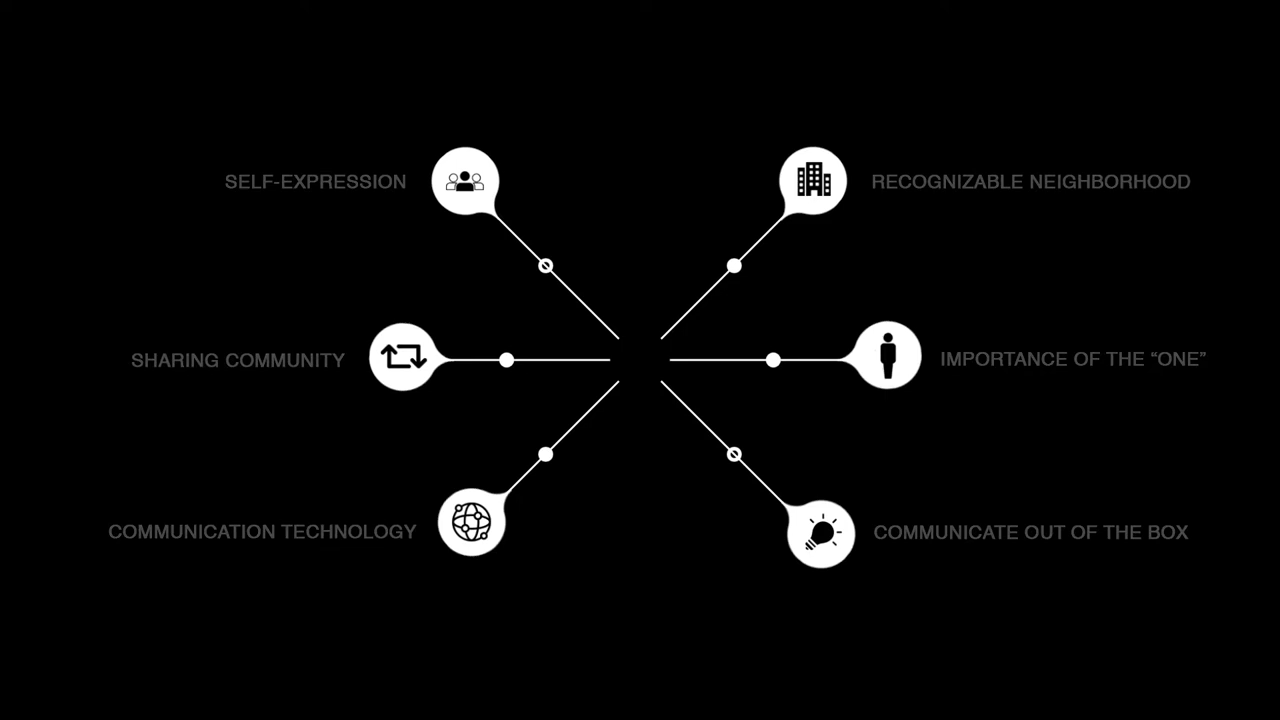 SELF-EXPRESSION
RECOGNIZABLE NEIGHBORHOOD
SHARING COMMUNITY
IMPORTANCE OF THE “ONE”
COMMUNICATION TECHNOLOGY
COMMUNICATE OUT OF THE BOX